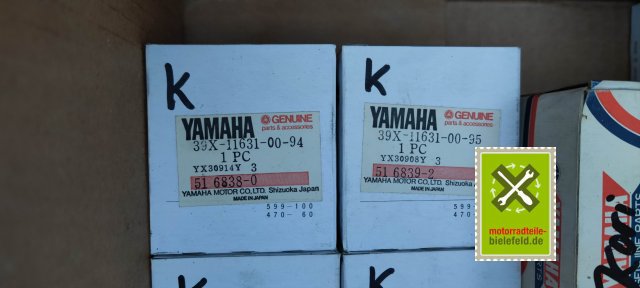 K
YAMAHA
GENUINE
parts & accessories
39X-11631-00-94
1 PC
YX30914Y 3
51 6838-0
YAMAHA MOTOR CO., LTD. Shizuoka Japan
MADE IN JAPAN
599-100
470- 60
K
YAMAHA
GENUINE
parts & accessories
39X-11631-00-95
1 PC
YX30908Y 3
51 6839-2
YAMAHA MOTOR CO., LTD. Shizuoka
MADE IN JAPAN
599-
470-
motorradteile-
bielefeld.de
K
K